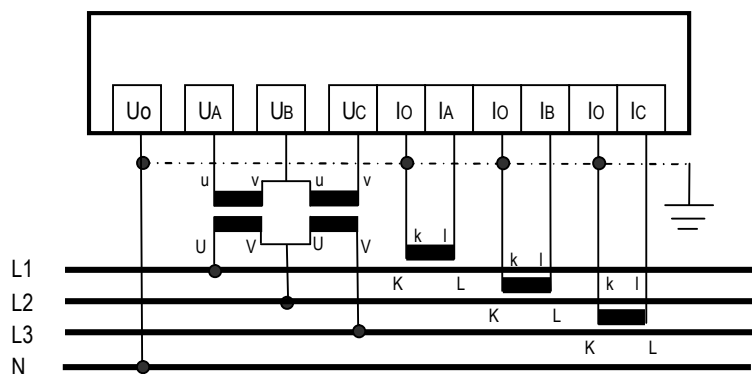 Uo UA UB UC IO IA IO IB IO IC
u v u v
U V U V
k l
L1 K L
k l
L2
K L
k l
L3
K L
N